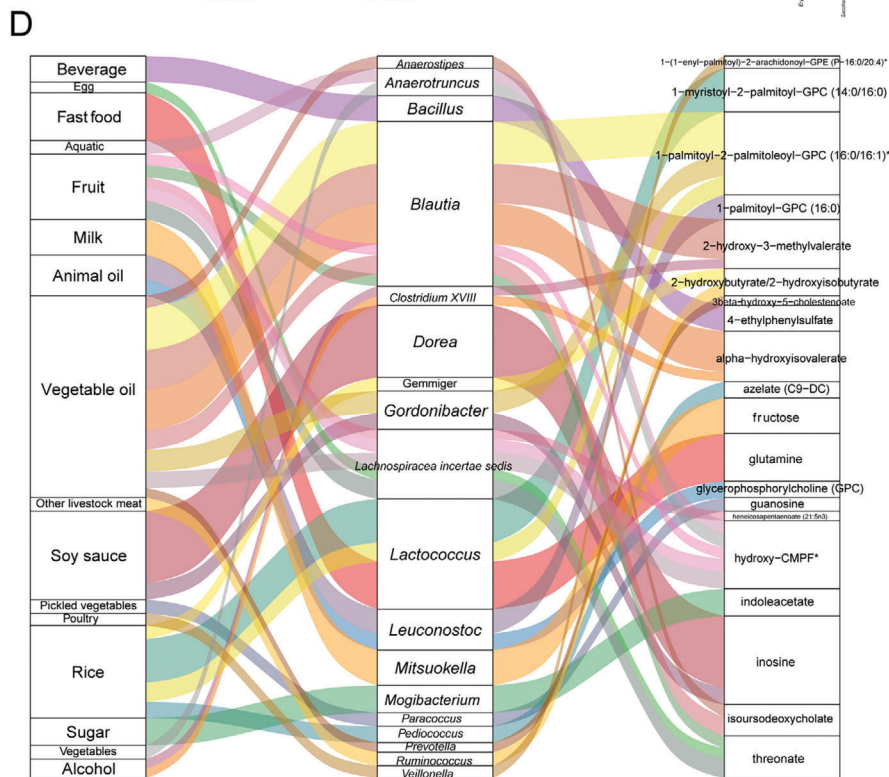 D
Beverage
Egg
Fast food
Aquatic
Fruit
Milk
Animal oil
Vegetable oil
Other livestock meat
Soy sauce
Pickled vegetables
Poultry
Rice
Sugar
Vegetables
Alcohol
Anaerostipes
Anaerotruncus
Bacillus
Blautia
Clostridium XVIII
Dorea
Gemmiger
Gordonibacter
Lachnospiracea incertae sedis
Lactococcus
Leuconostoc
Mitsuokella
Mogibacterium
Paracoccus
Pediococcus
Prevotella
Ruminococcus
Veillonella
1−(1−enyl−palmitoyl)−2−arachidonoyl−GPE (P−16:0/20:4)*
1−myristoyl−2−palmitoyl−GPC (14:0/16:0)
1−palmitoyl−2−palmitoleoyl−GPC (16:0/16:1)*
1−palmitoyl−GPC (16:0)
2−hydroxy−3−methylvalerate
2−hydroxybutyrate/2−hydroxyisobutyrate
3beta−hydroxy−5−cholestenoate
4−ethylphenylsulfate
alpha−hydroxyisovalerate
azelate (C9−DC)
fructose
glutamine
glycerophosphorylcholine (GPC)
guanosine
heneicosapentaenoate (21:5n3)
hydroxy−CMPF*
indoleacetate
inosine
isoursodeoxycholate
threonate